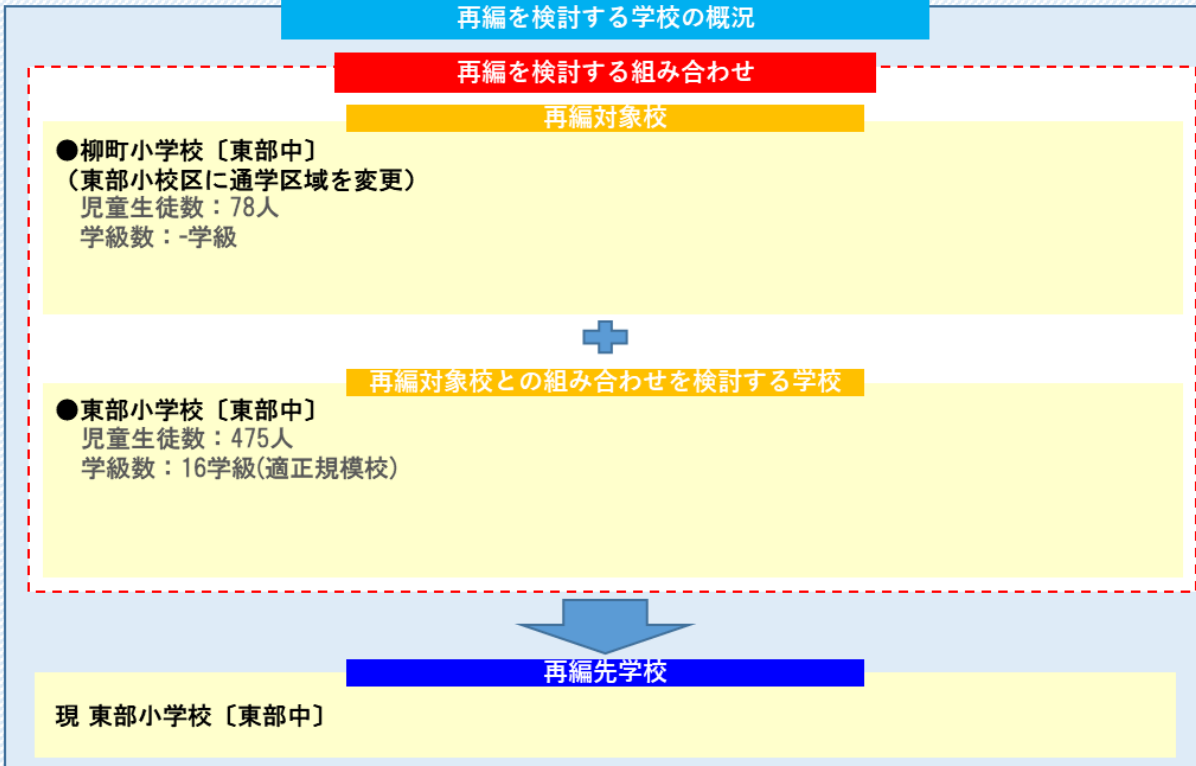 再編を検討する学校の概況
再編を検討する組み合わせ
再編対象校
●柳町小学校〔東部中〕
（東部小校区に通学区域を変更）
児童生徒数：78人
学級数：-学級
再編対象校との組み合わせを検討する学校
●東部小学校〔東部中〕
児童生徒数：475人
学級数：16学級(適正規模校)
再編先学校
現 東部小学校〔東部中〕